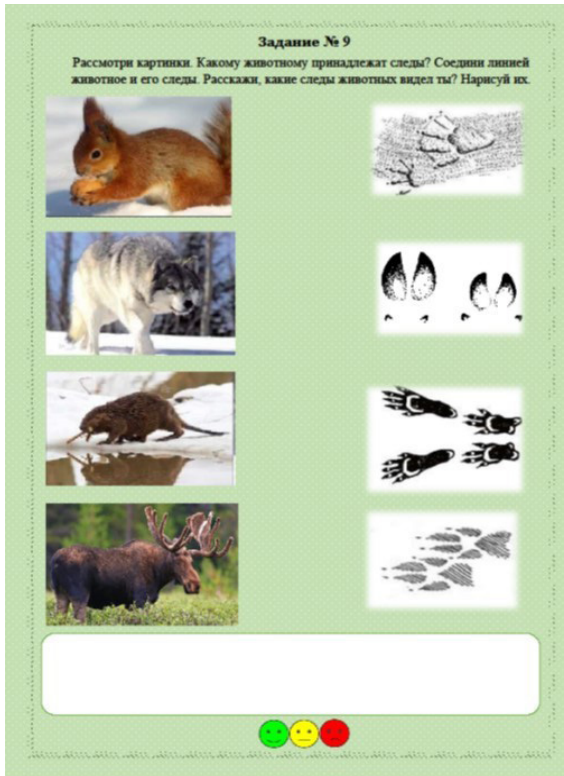 Задание № 9
Рассмотри картинки. Какому животному принадлежат следы? Соедини линией
животное и его следы. Расскажи, какие следы животных видел ты? Нарисуй их.